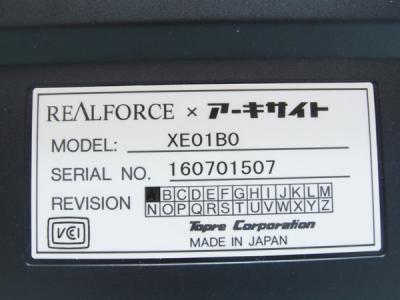 REALFORCE × アーキサイト
MODEL: XE01B0
SERIAL NO. 160701507
REVISION ABCDEFGHIJKLM
NOPQRSTUVWXYZ
VCI Topre Corporation
MADE IN JAPAN